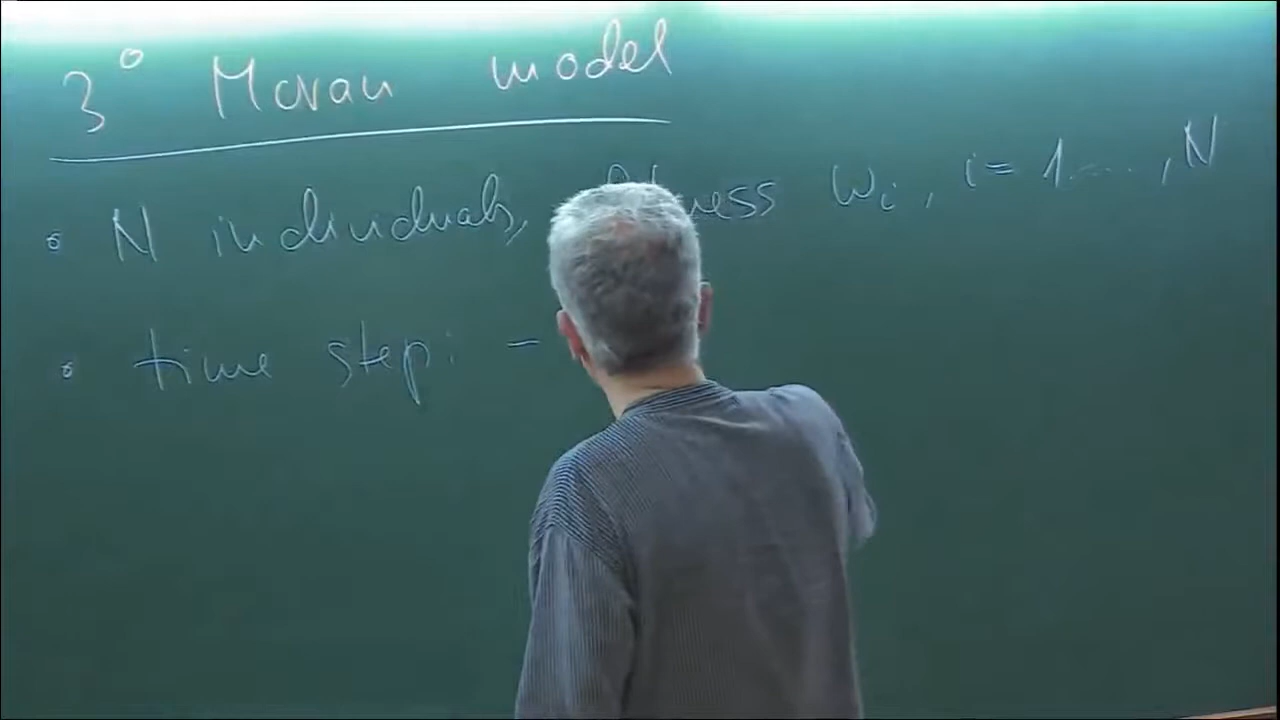 3° Moran model
• N individuals, fitness wᵢ, i = 1..., N
• time step: -